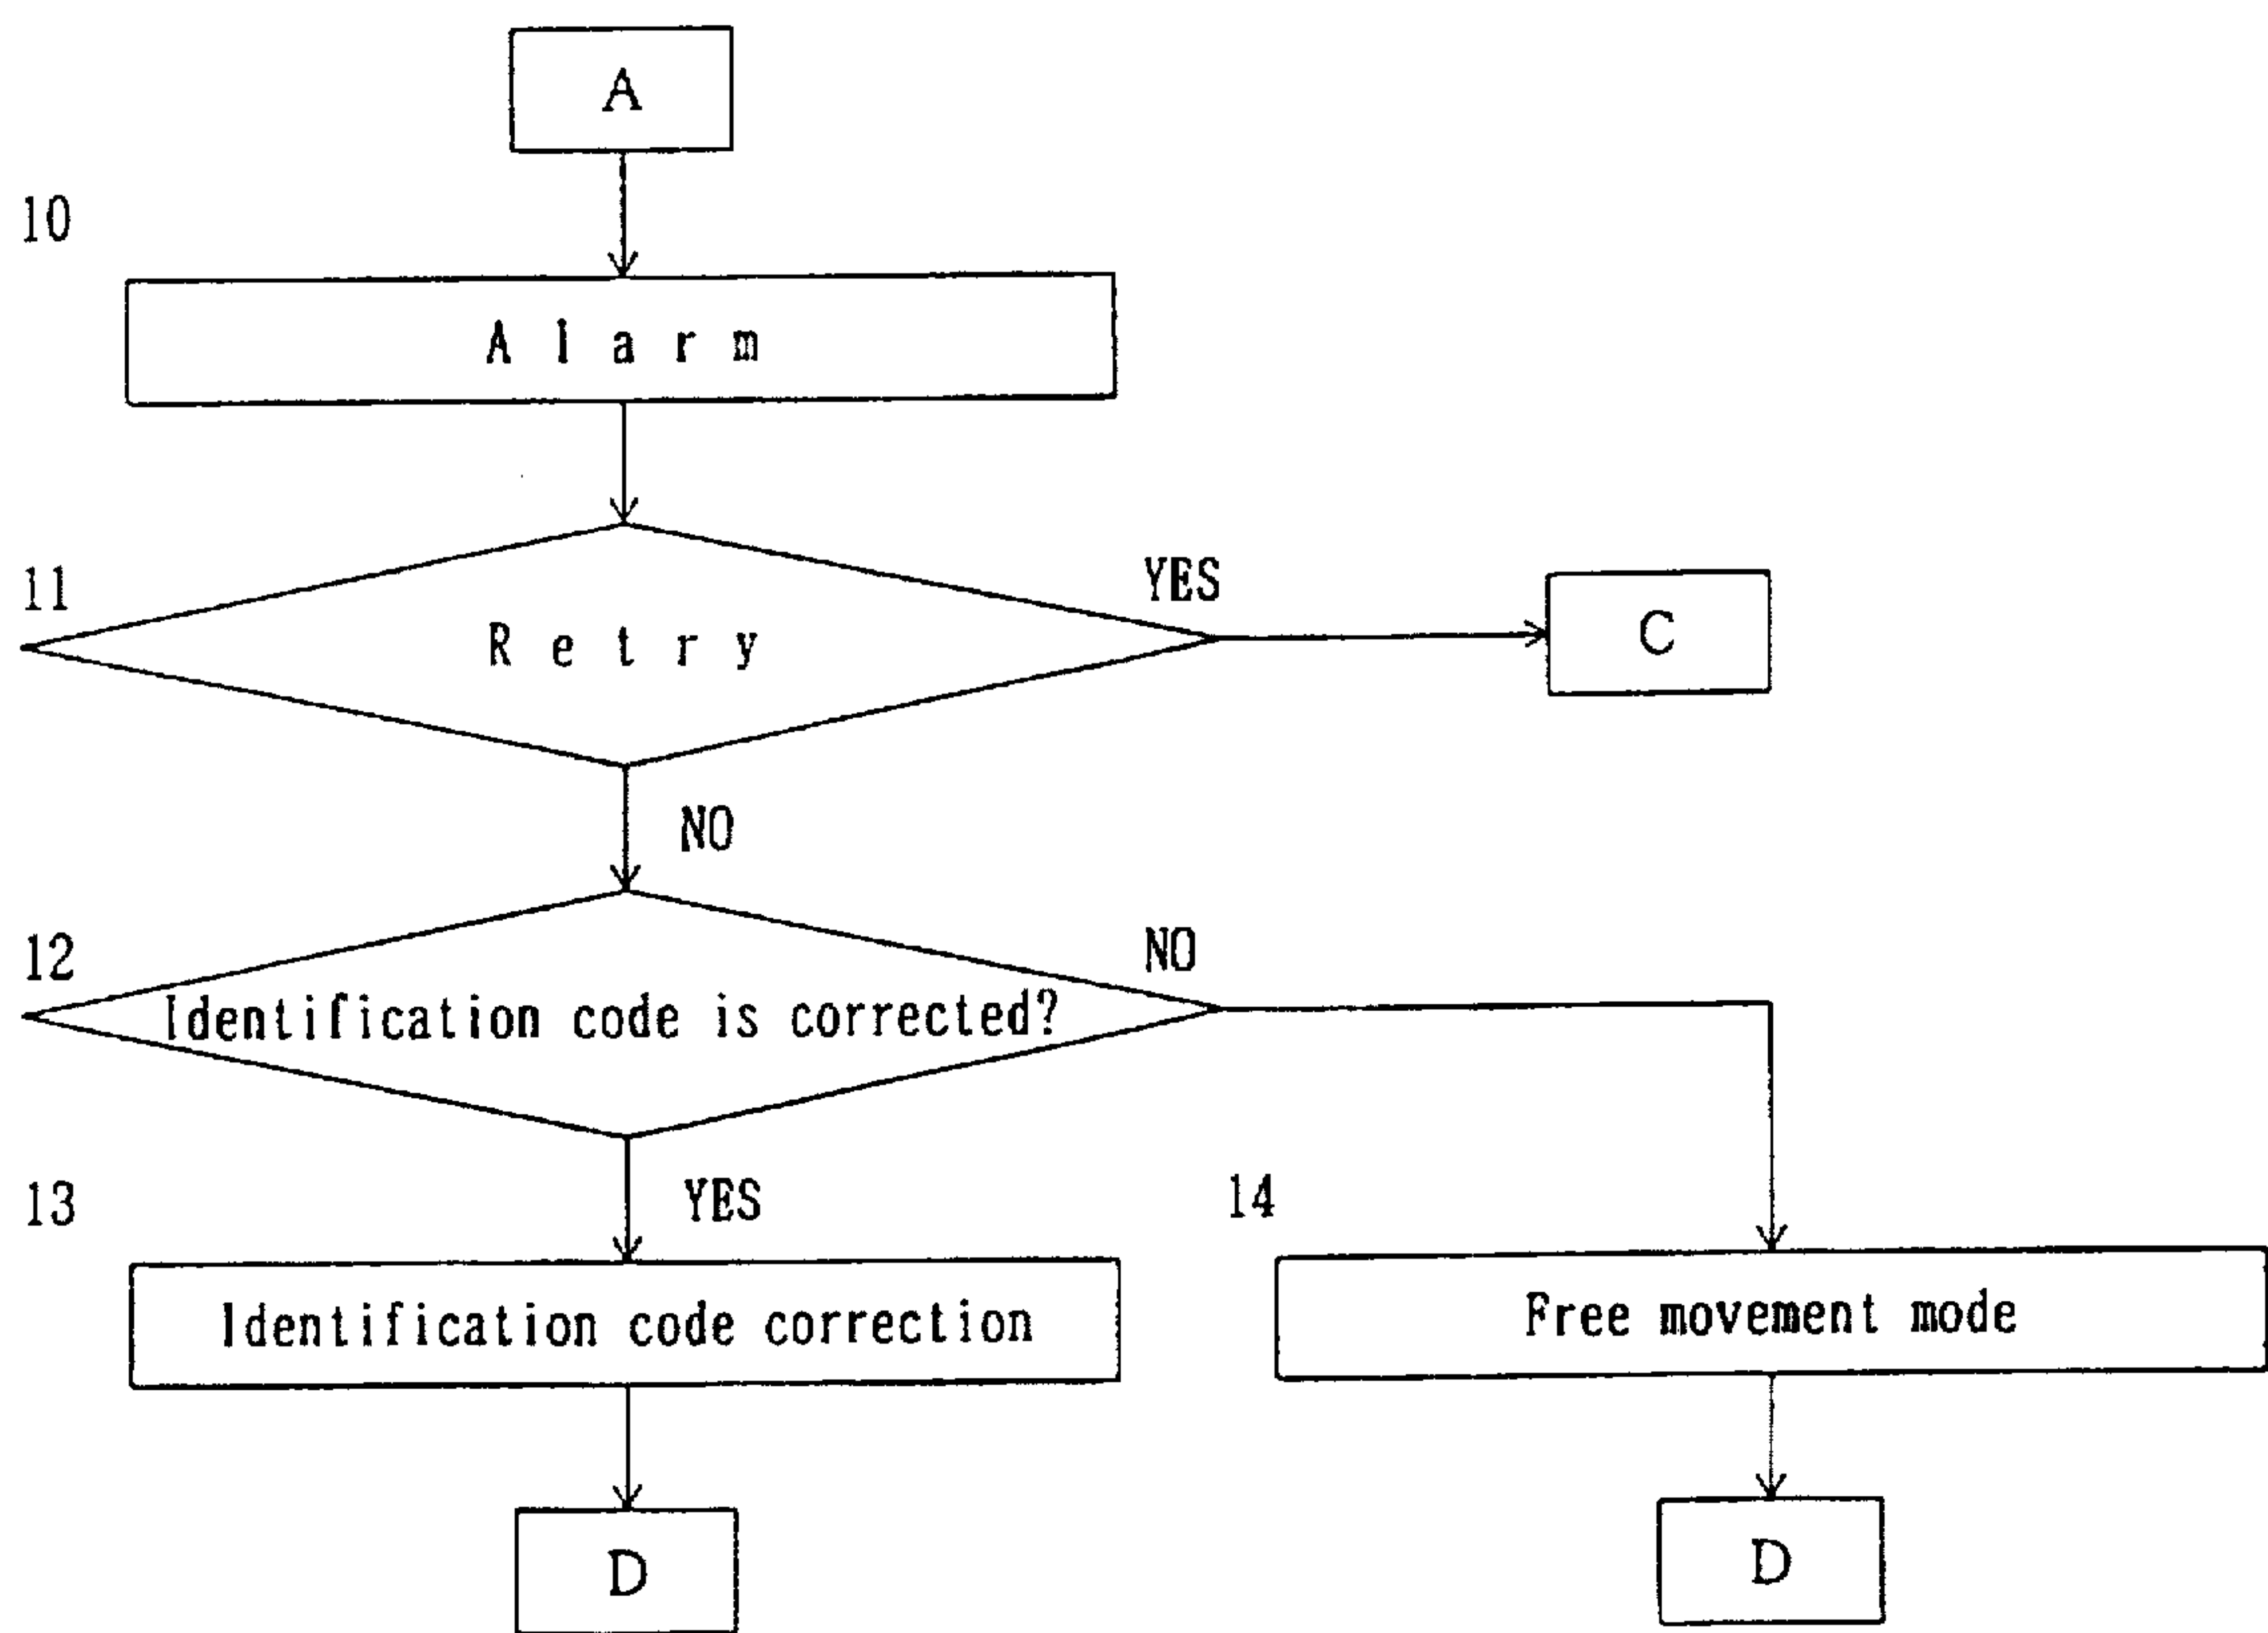 A
10
Alarm
11
Retry
YES
C
NO
12
Identification code is corrected?
NO
13
YES
14
Identification code correction
Free movement mode
D
D